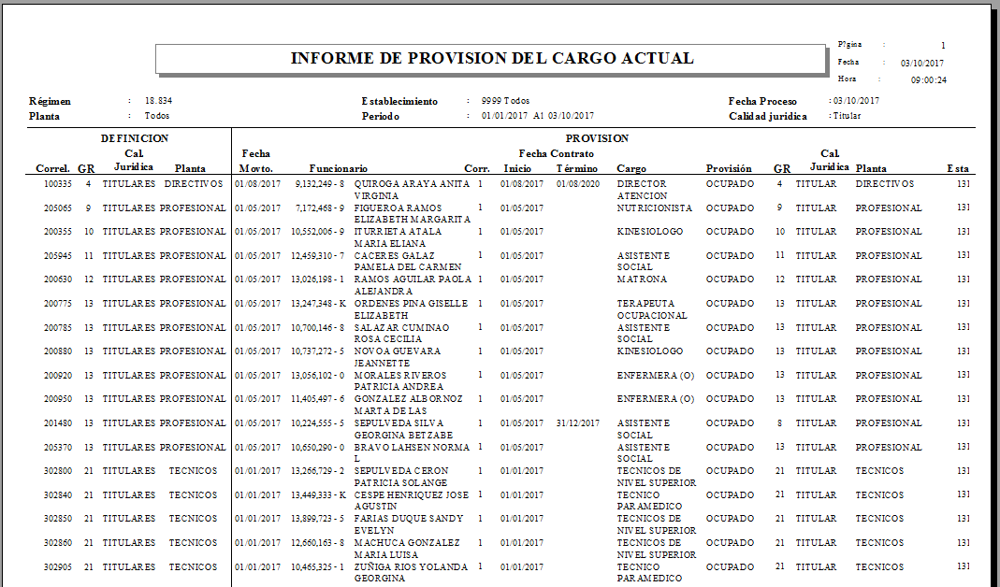 INFORME DE PROVISION DEL CARGO ACTUAL
P?gina : 1
Fecha : 03/10/2017
Hora : 09:00:24
Régimen : 18.834 Establecimiento : 9999 Todos Fecha Proceso : 03/10/2017
Planta : Todos Periodo : 01/01/2017 Al 03/10/2017 Calidad jurídica : Titular
DEFINICION PROVISION
Cal. Fecha Fecha Contrato Cal.
Correl. GR Jurídica Planta Movto. Funcionario Corr. Inicio Término Cargo Provisión GR Jurídica Planta Esta
100335 4 TITULARES DIRECTIVOS 01/08/2017 9,132,249 - 8 QUIROGA ARAYA ANITA 1 01/08/2017 01/08/2020 DIRECTOR OCUPADO 4 TITULAR DIRECTIVOS 131
VIRGINIA ATENCION
205065 9 TITULARES PROFESIONAL 01/05/2017 7,172,468 - 9 FIGUEROA RAMOS 1 01/05/2017 NUTRICIONISTA OCUPADO 9 TITULAR PROFESIONAL 131
ELIZABETH MARGARITA
200355 10 TITULARES PROFESIONAL 01/05/2017 10,552,006 - 9 ITURRIETA ATALA 1 01/05/2017 KINESIOLOGO OCUPADO 10 TITULAR PROFESIONAL 131
MARIA ELIANA
205945 11 TITULARES PROFESIONAL 01/05/2017 12,459,310 - 7 CACERES GALAZ 1 01/05/2017 ASISTENTE OCUPADO 11 TITULAR PROFESIONAL 131
PAMELA DEL CARMEN SOCIAL
200630 12 TITULARES PROFESIONAL 01/05/2017 13,026,198 - 1 RAMOS AGUILAR PAOLA 1 01/05/2017 MATRONA OCUPADO 12 TITULAR PROFESIONAL 131
ALEJANDRA
200775 13 TITULARES PROFESIONAL 01/05/2017 13,247,348 - K ORDENES PINA GISELLE 1 01/05/2017 TERAPEUTA OCUPADO 13 TITULAR PROFESIONAL 131
ELIZABETH OCUPACIONAL
200785 13 TITULARES PROFESIONAL 01/05/2017 10,700,146 - 8 SALAZAR CUMINAO 1 01/05/2017 ASISTENTE OCUPADO 13 TITULAR PROFESIONAL 131
ROSA CECILIA SOCIAL
200880 13 TITULARES PROFESIONAL 01/05/2017 10,737,272 - 5 NOVOA GUEVARA 1 01/05/2017 KINESIOLOGO OCUPADO 13 TITULAR PROFESIONAL 131
JEANNETTE
200920 13 TITULARES PROFESIONAL 01/05/2017 13,056,102 - 0 MORALES RIVEROS 1 01/05/2017 ENFERMERA (O) OCUPADO 13 TITULAR PROFESIONAL 131
PATRICIA ANDREA
200950 13 TITULARES PROFESIONAL 01/05/2017 11,405,497 - 6 GONZALEZ ALBORNOZ 1 01/05/2017 ENFERMERA (O) OCUPADO 13 TITULAR PROFESIONAL 131
MARTA DE LAS
201480 13 TITULARES PROFESIONAL 01/05/2017 10,224,555 - 5 SEPULVEDA SILVA 1 01/05/2017 31/12/2017 ASISTENTE OCUPADO 8 TITULAR PROFESIONAL 131
GEORGINA BETZABE SOCIAL
205370 13 TITULARES PROFESIONAL 01/05/2017 10,650,290 - 0 BRAVO LAHSEN NORMA 1 01/05/2017 ASISTENTE OCUPADO 13 TITULAR PROFESIONAL 131
L SOCIAL
302800 21 TITULARES TECNICOS 01/01/2017 13,266,729 - 2 SEPULVEDA CERON 1 01/01/2017 TECNICOS DE OCUPADO 21 TITULAR TECNICOS 131
PATRICIA SOLANGE NIVEL SUPERIOR
302840 21 TITULARES TECNICOS 01/01/2017 13,449,333 - K CESPE HENRIQUEZ JOSE 1 01/01/2017 TECNICO OCUPADO 21 TITULAR TECNICOS 131
AGUSTIN PARAMEDICO
302850 21 TITULARES TECNICOS 01/01/2017 13,899,723 - 5 FARIAS DUQUE SANDY 1 01/01/2017 TECNICOS DE OCUPADO 21 TITULAR TECNICOS 131
EVELYN NIVEL SUPERIOR
302860 21 TITULARES TECNICOS 01/01/2017 12,660,163 - 8 MACHUCA GONZALEZ 1 01/01/2017 TECNICOS DE OCUPADO 21 TITULAR TECNICOS 131
MARIA LUISA NIVEL SUPERIOR
302905 21 TITULARES TECNICOS 01/01/2017 10,465,325 - 1 ZUÑIGA RIOS YOLANDA 1 01/01/2017 TECNICO OCUPADO 21 TITULAR TECNICOS 131
GEORGINA PARAMEDICO